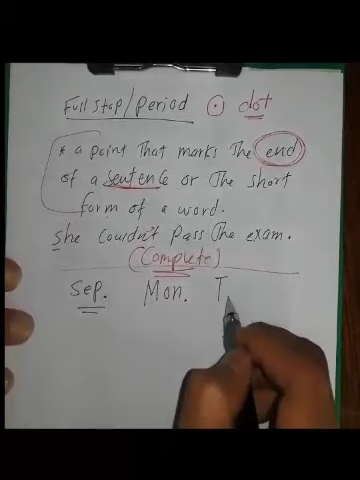 Full stop/period ⊙ dot
* a point That marks The end
of a sentence or The short
form of a word.
She couldn't pass The exam.
(Complete)
Sep. Mon. T